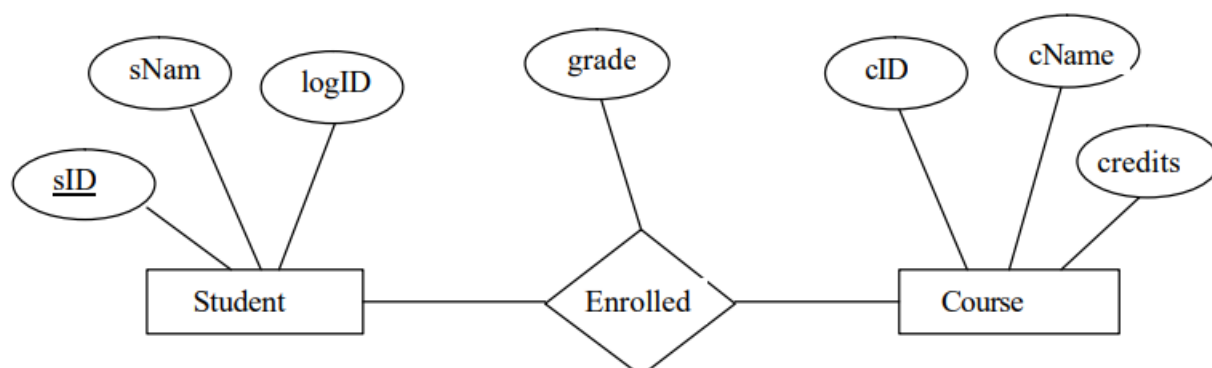 sNam
logID
grade
cID
cName
sID
credits
Student
Enrolled
Course